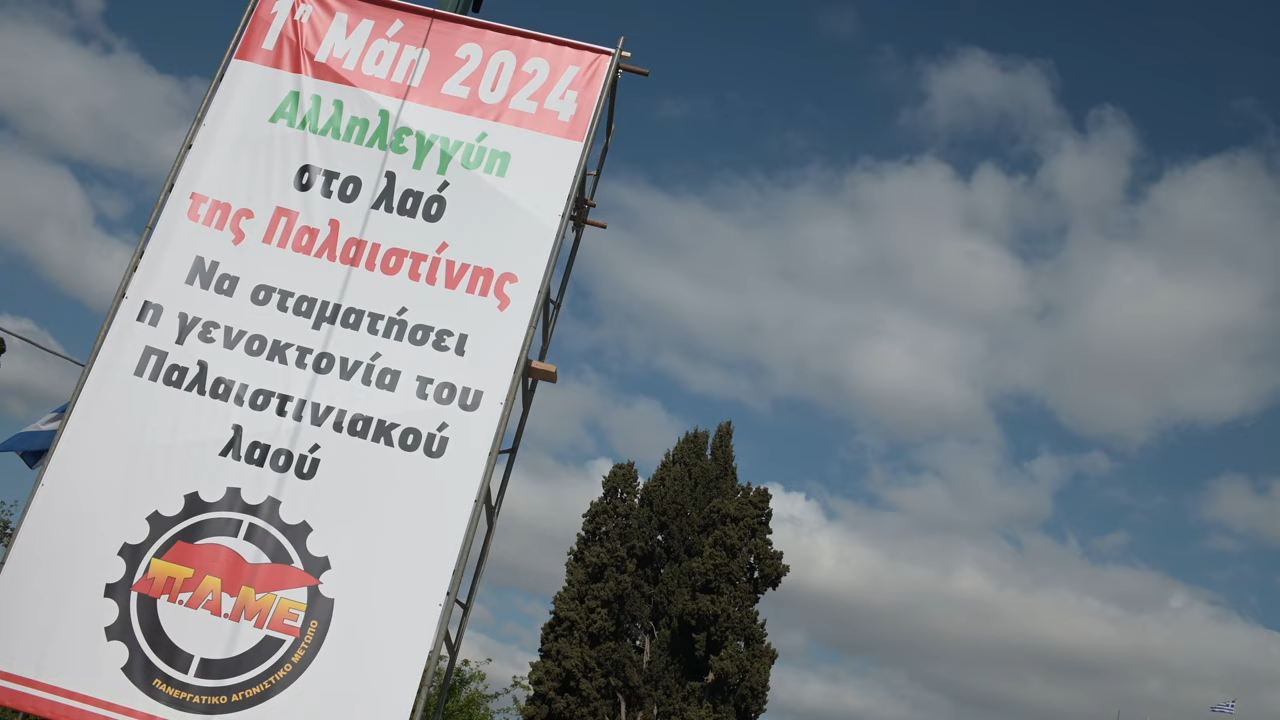 1η Μάη 2024
Αλληλεγγύη
στο λαό
της Παλαιστίνης
Να σταματήσει
η γενοκτονία του
Παλαιστινιακού
λαού
Π.Α.ΜΕ
ΠΑΝΕΡΓΑΤΙΚΟ ΑΓΩΝΙΣΤΙΚΟ ΜΕΤΩΠΟ